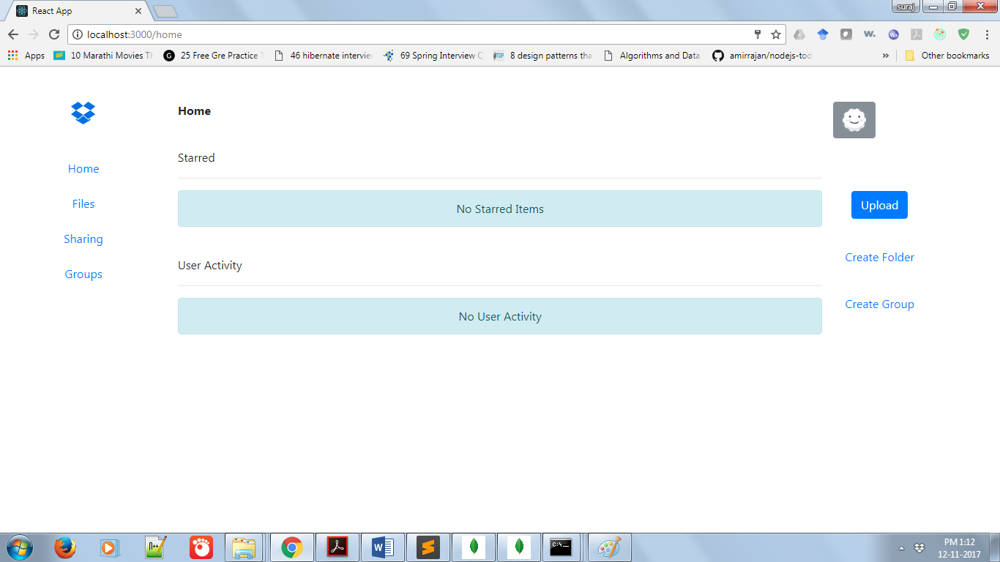 React App
suraj
localhost:3000/home
Apps
10 Marathi Movies Th
25 Free Gre Practice T
46 hibernate interview
69 Spring Interview Q
8 design patterns tha
Algorithms and Data
amirrajan/nodejs-tod
»
Other bookmarks
Home
Starred
No Starred Items
User Activity
No User Activity
Home
Files
Sharing
Groups
Upload
Create Folder
Create Group
PM 1:12
12-11-2017